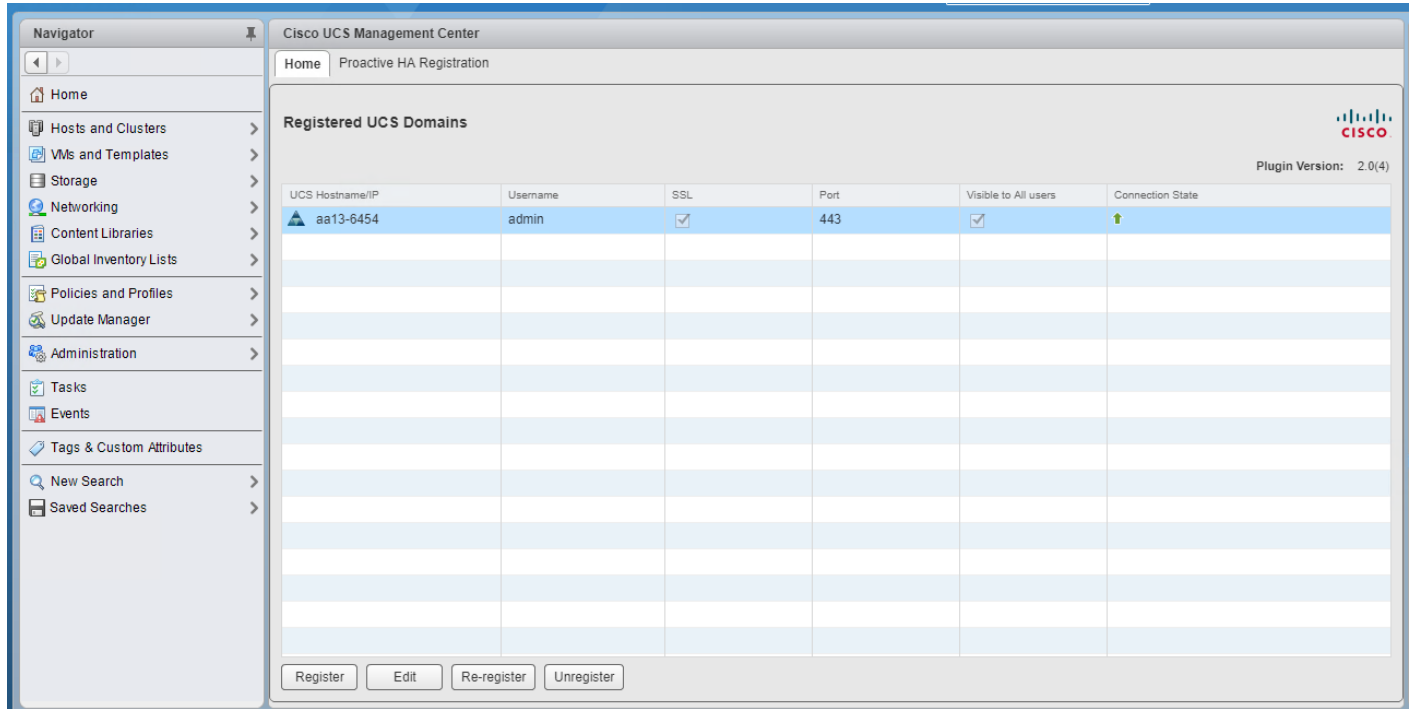 Navigator
Home
Hosts and Clusters
VMs and Templates
Storage
Networking
Content Libraries
Global Inventory Lists
Policies and Profiles
Update Manager
Administration
Tasks
Events
Tags & Custom Attributes
New Search
Saved Searches
Cisco UCS Management Center
Home Proactive HA Registration
Registered UCS Domains
CISCO
Plugin Version: 2.0(4)
UCS Hostname/IP Username SSL Port Visible to All users Connection State
aa13-6454 admin 443
Register Edit Re-register Unregister